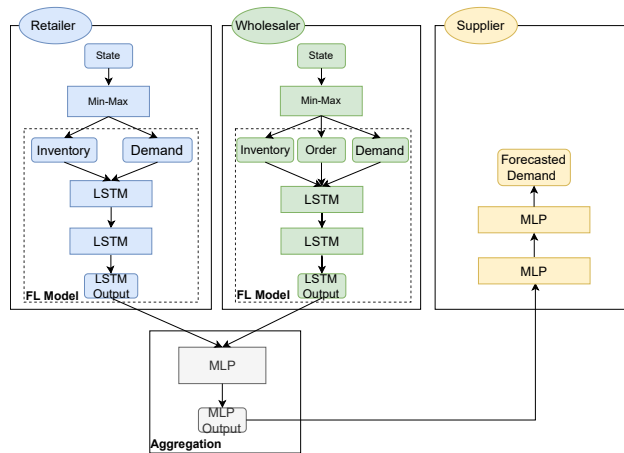 Retailer
State
Min-Max
Inventory
Demand
LSTM
LSTM
LSTM
Output
FL Model
Wholesaler
State
Min-Max
Inventory
Order
Demand
LSTM
LSTM
LSTM
Output
FL Model
Supplier
Forecasted
Demand
MLP
MLP
MLP
MLP
Output
Aggregation